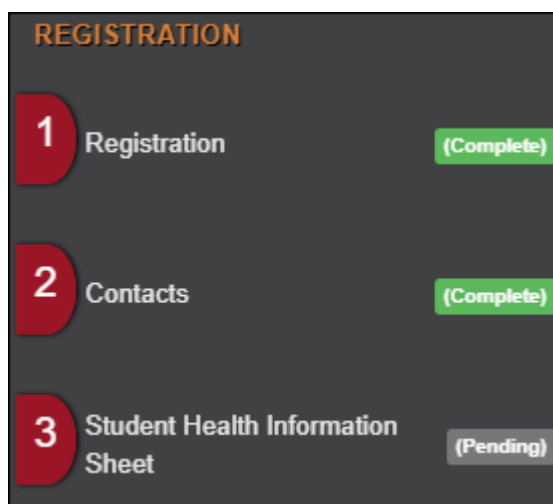 REGISTRATION
1 Registration (Complete)
2 Contacts (Complete)
3 Student Health Information
Sheet (Pending)